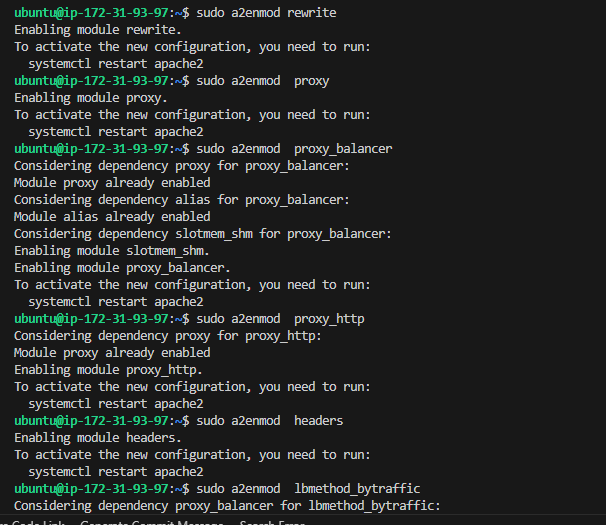 ubuntu@ip-172-31-93-97:~$ sudo a2enmod rewrite
Enabling module rewrite.
To activate the new configuration, you need to run:
  systemctl restart apache2
ubuntu@ip-172-31-93-97:~$ sudo a2enmod  proxy
Enabling module proxy.
To activate the new configuration, you need to run:
  systemctl restart apache2
ubuntu@ip-172-31-93-97:~$ sudo a2enmod  proxy_balancer
Considering dependency proxy for proxy_balancer:
Module proxy already enabled
Considering dependency alias for proxy_balancer:
Module alias already enabled
Considering dependency slotmem_shm for proxy_balancer:
Enabling module slotmem_shm.
Enabling module proxy_balancer.
To activate the new configuration, you need to run:
  systemctl restart apache2
ubuntu@ip-172-31-93-97:~$ sudo a2enmod  proxy_http
Considering dependency proxy for proxy_http:
Module proxy already enabled
Enabling module proxy_http.
To activate the new configuration, you need to run:
  systemctl restart apache2
ubuntu@ip-172-31-93-97:~$ sudo a2enmod  headers
Enabling module headers.
To activate the new configuration, you need to run:
  systemctl restart apache2
ubuntu@ip-172-31-93-97:~$ sudo a2enmod  lbmethod_bytraffic
Considering dependency proxy_balancer for lbmethod_bytraffic:
Code Link Generate Commit Message Search Error